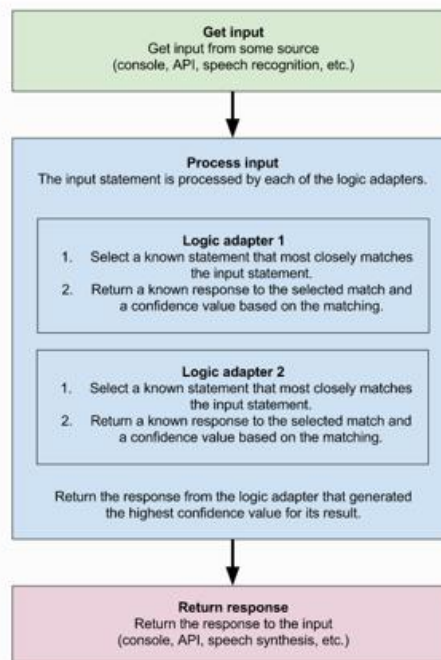 Get input
Get input from some source
(console, API, speech recognition, etc.)
Process input
The input statement is processed by each of the logic adapters.
Logic adapter 1
1. Select a known statement that most closely matches
the input statement.
2. Return a known response to the selected match and
a confidence value based on the matching.
Logic adapter 2
1. Select a known statement that most closely matches
the input statement.
2. Return a known response to the selected match and
a confidence value based on the matching.
Return the response from the logic adapter that generated
the highest confidence value for its result.
Return response
Return the response to the input
(console, API, speech synthesis, etc.)